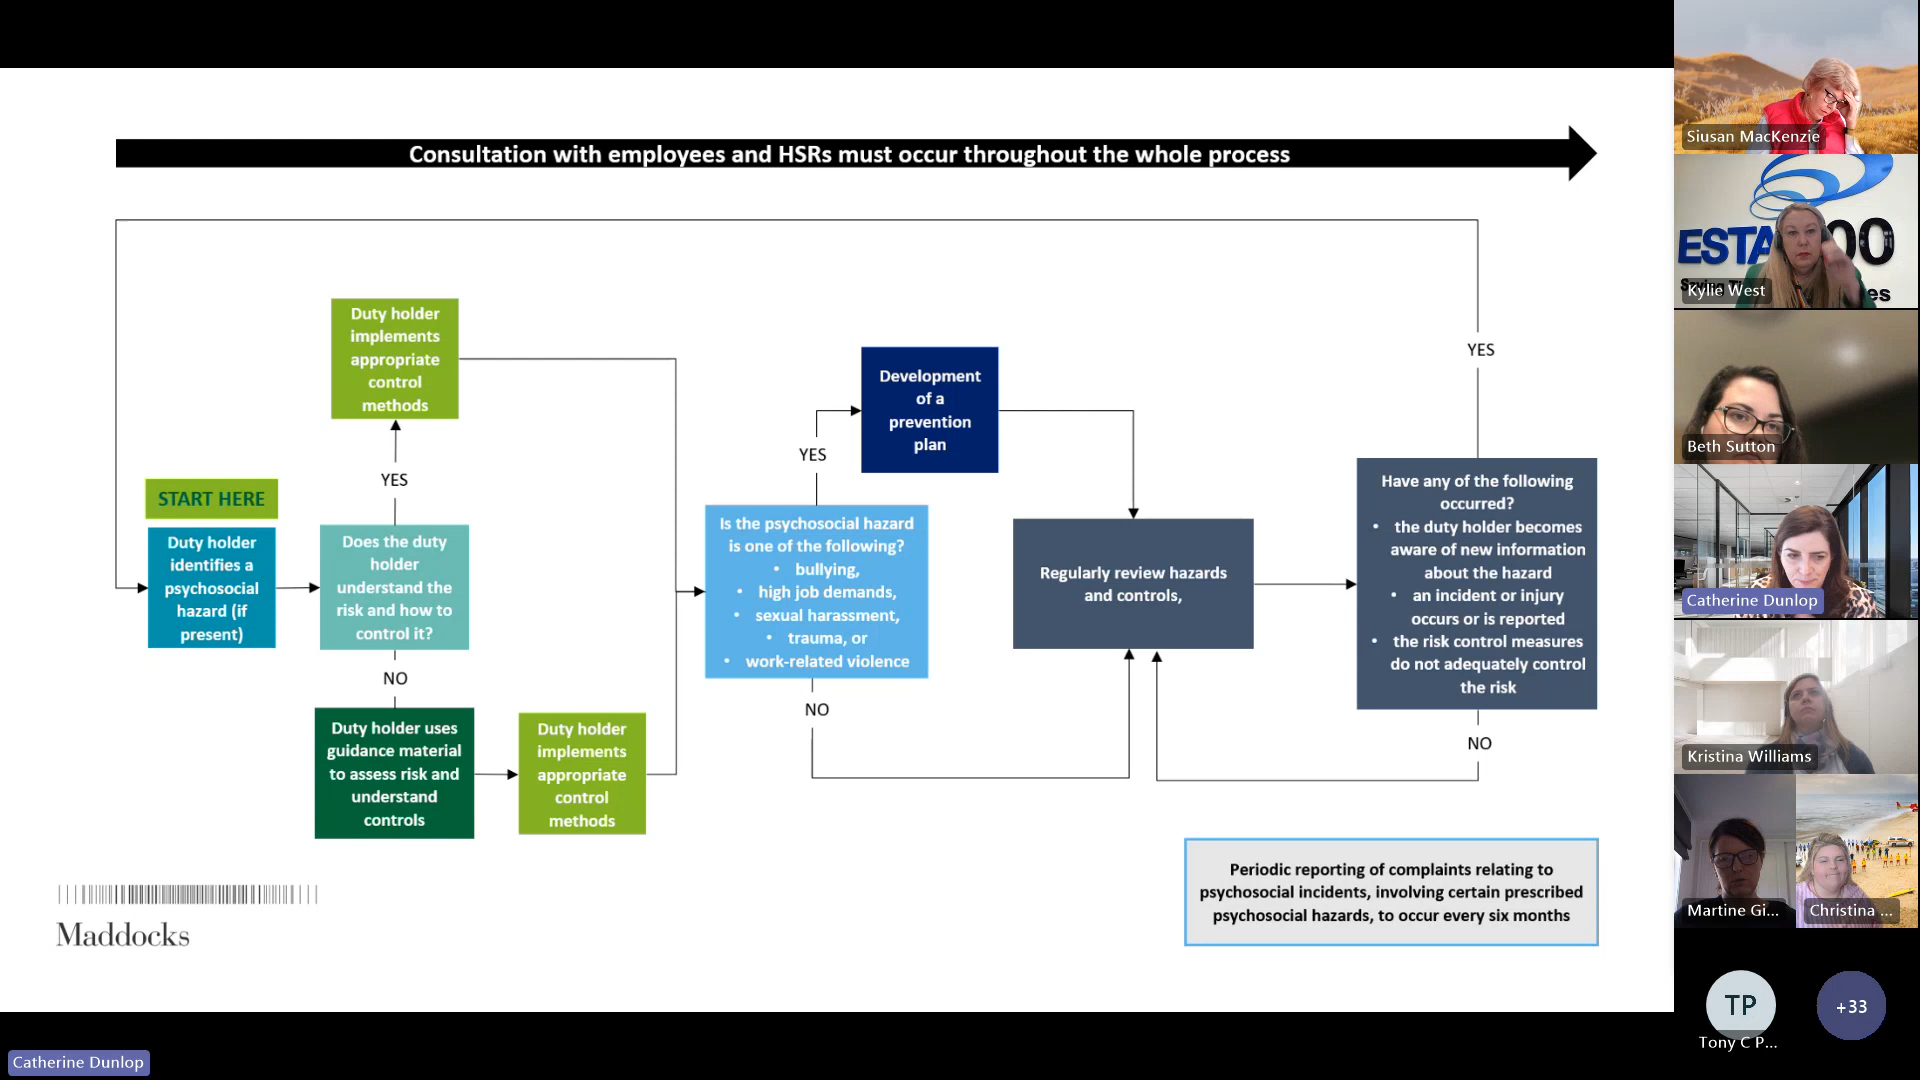 Consultation with employees and HSRs must occur throughout the whole process
START HERE
Duty holder
identifies a
psychosocial
hazard (if
present)
Does the duty
holder
understand the
risk and how to
control it?
YES
Duty holder
implements
appropriate
control
methods
NO
Duty holder uses
guidance material
to assess risk and
understand
controls
Duty holder
implements
appropriate
control
methods
Is the psychosocial hazard
is one of the following?
• bullying,
• high job demands,
• sexual harassment,
• trauma, or
• work-related violence
YES
Development
of a
prevention
plan
NO
Regularly review hazards
and controls,
Have any of the following
occurred?
• the duty holder becomes
aware of new information
about the hazard
• an incident or injury
occurs or is reported
• the risk control measures
do not adequately control
the risk
YES
NO
Periodic reporting of complaints relating to
psychosocial incidents, involving certain prescribed
psychosocial hazards, to occur every six months
Maddocks
Catherine Dunlop
Siusan MacKenzie
Kylie West
Beth Sutton
Catherine Dunlop
Kristina Williams
Martine Gi...
Christina ...
TP
Tony C P...
+33